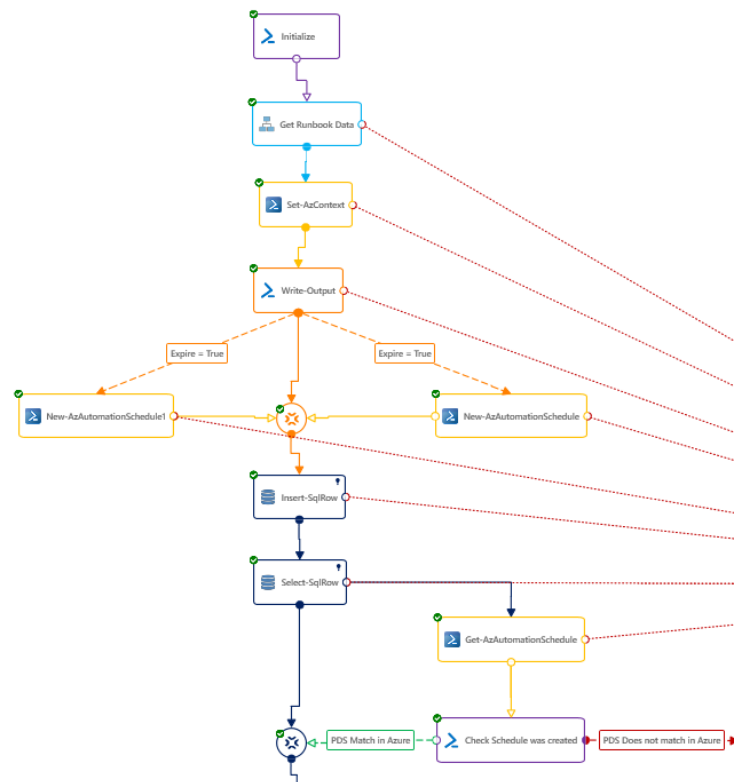 Initialize
Get Runbook Data
Set-AzContext
Write-Output
Expire = True
Expire = True
New-AzAutomationSchedule1
New-AzAutomationSchedule
Insert-SqlRow
Select-SqlRow
Get-AzAutomationSchedule
PDS Match in Azure
Check Schedule was created
PDS Does not match in Azure